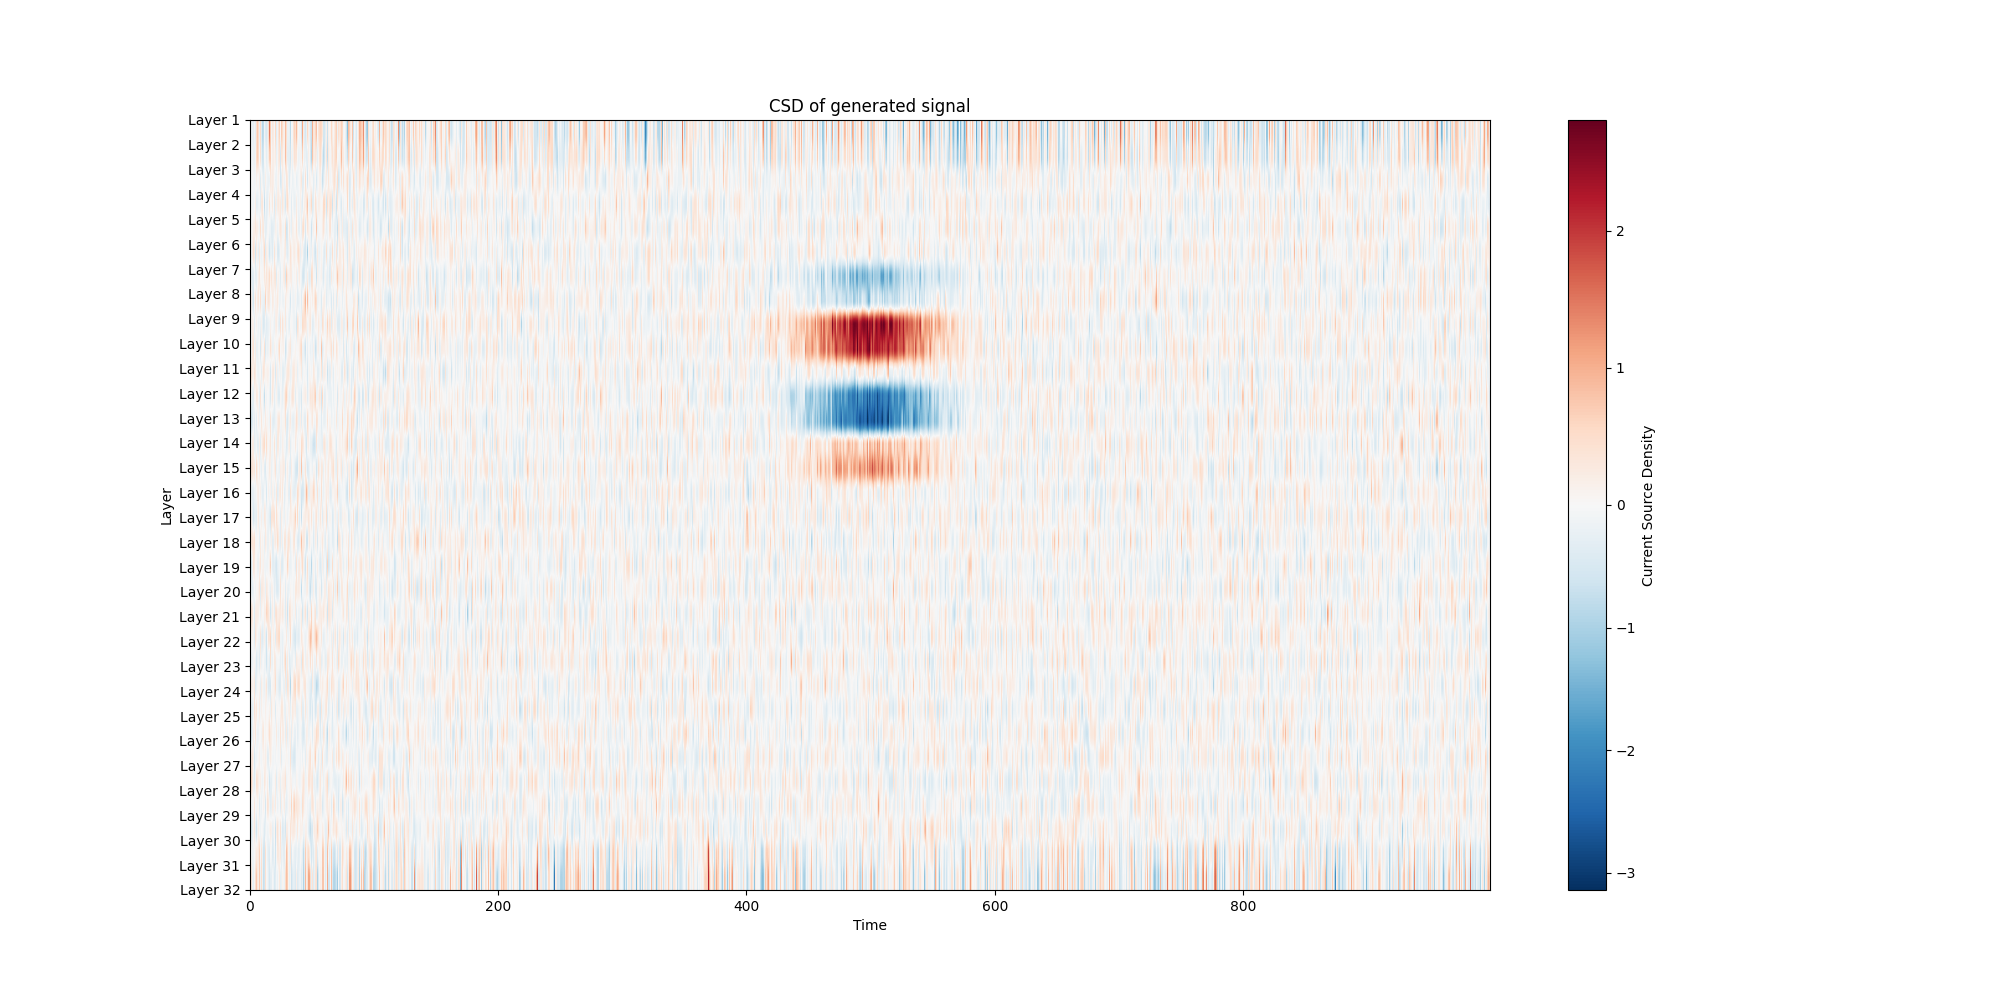 CSD of generated signal
Layer 1
Layer 2
Layer 3
Layer 4
Layer 5
Layer 6
Layer 7
Layer 8
Layer 9
Layer 10
Layer 11
Layer 12
Layer 13
Layer 14
Layer 15
Layer 16
Layer 17
Layer 18
Layer 19
Layer 20
Layer 21
Layer 22
Layer 23
Layer 24
Layer 25
Layer 26
Layer 27
Layer 28
Layer 29
Layer 30
Layer 31
Layer 32
Layer
0 200 400 600 800
Time
2
1
0
−1
−2
−3
Current Source Density